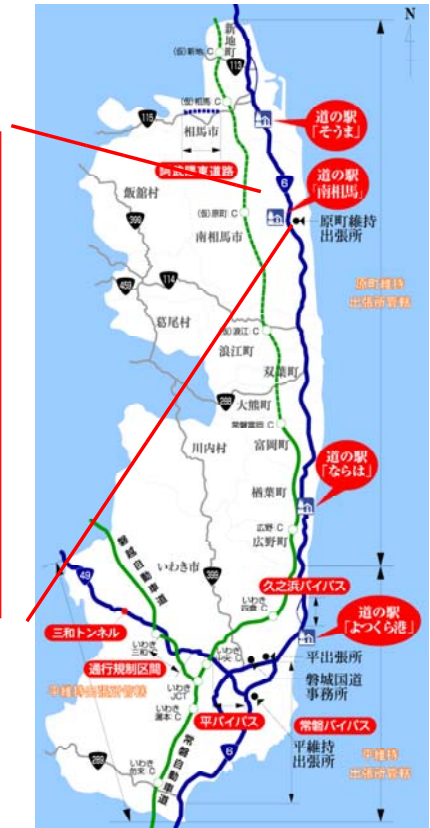 N
新地町
(仮)新地 C
113
(仮)相馬 C
115
相馬市
道の駅
「そうま」
阿武隈東道路
6
道の駅
「南相馬」
飯舘村
399
(仮)原町 C
原町維持
出張所
南相馬市
原町維持
出張所管轄
114
459
葛尾村
(仮)浪江 C
浪江町
双葉町
288
大熊町
常磐富岡 C
川内村
富岡町
道の駅
「ならは」
楢葉町
広野 C
広野町
磐越自動車道
いわき市
49
399
久之浜バイパス
いわき
四倉 C
道の駅
「よつくら港」
三和トンネル
いわき
三和 C
いわき
中央 C
平出張所
通行規制区間
磐城国道
事務所
平維持出張所管轄
いわき
JCT
いわき
湯本 C
平バイパス
常磐バイパス
平維持
出張所
6
平維持
出張所管轄
289
いわき
勿来 C
常磐自動車道